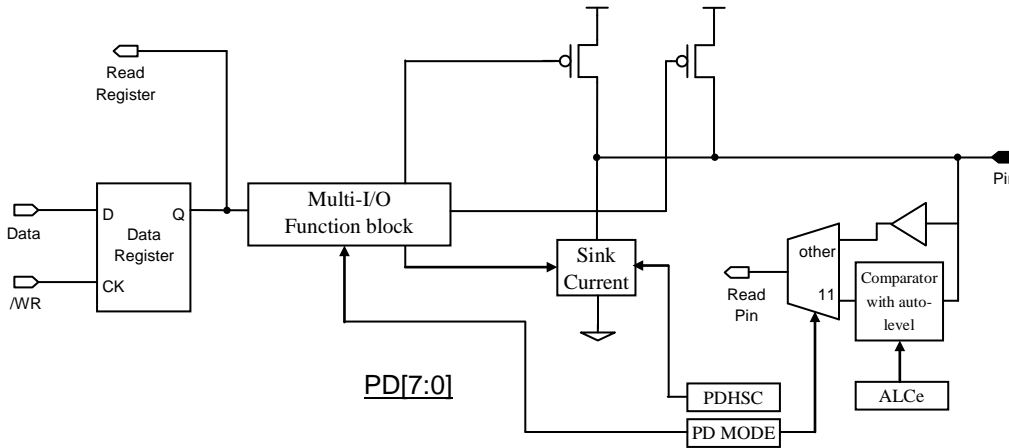 Read
Register
Multi-I/O
Function block
Pin
D
Q
Data
Data
Register
CK
/WR
Sink
Current
other
11
Read
Pin
Comparator
with auto-
level
PD[7:0]
PDHSC
ALCe
PD MODE